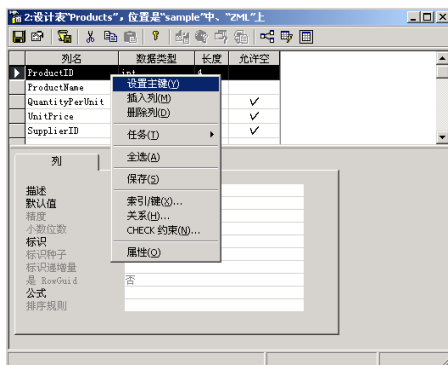 2:设计表"Products"，位置是"sample"中、"ZML"上
列名 数据类型 长度 允许空
ProductID int 4
ProductName
QuantityPerUnit
UnitPrice
SupplierID
设置主键(Y)
插入列(M)
删除列(D)
任务(T)
全选(A)
保存(S)
索引/键(X)...
关系(H)...
CHECK 约束(N)...
属性(O)
列
描述
默认值
精度
小数位数
标识
标识种子
标识递增量
是 RowGuid 否
公式
排序规则